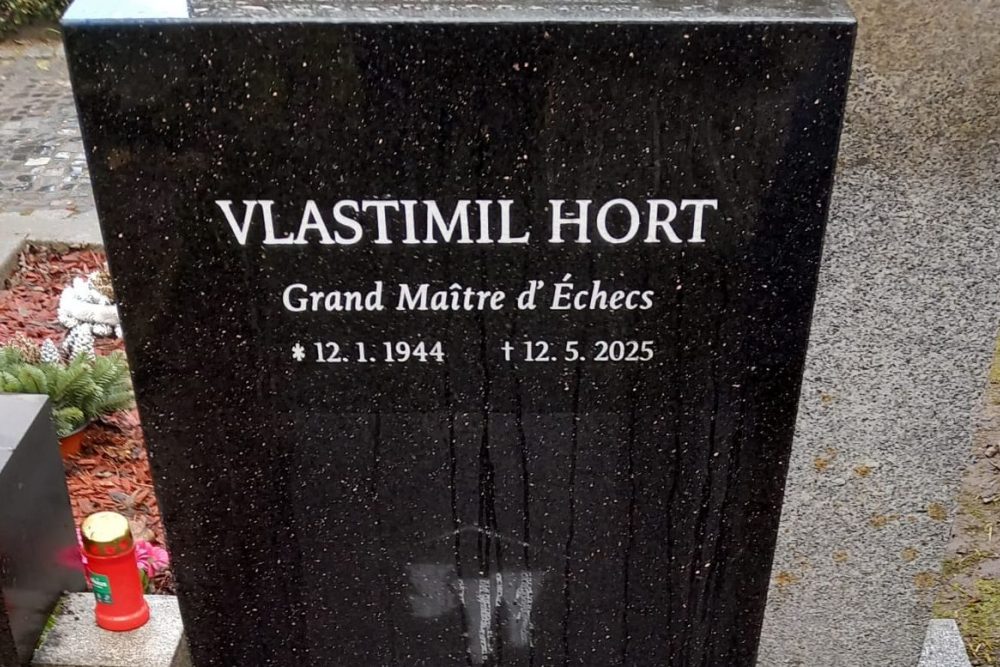 VLASTIMIL HORT
Grand Maître d'Échecs
* 12. 1. 1944 † 12. 5. 2025